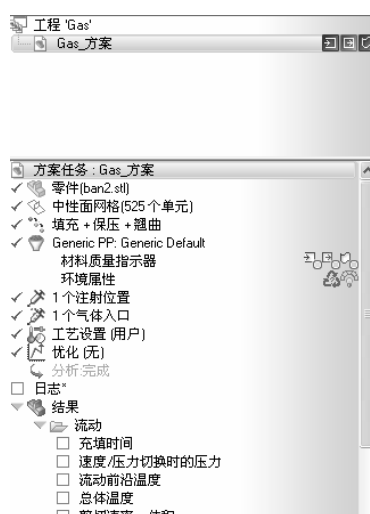 工程 'Gas'
Gas_方案
方案任务 : Gas_方案
零件(ban2.stl)
中性面网格(525 个单元)
填充 + 保压 + 翘曲
Generic PP: Generic Default
材料质量指示器
环境属性
1 个注射位置
1 个气体入口
工艺设置 (用户)
优化 (无)
分析:完成
日志*
结果
流动
充填时间
速度/压力切换时的压力
流动前沿温度
总体温度